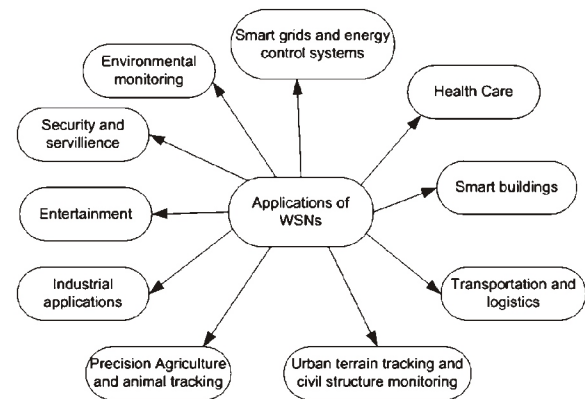 Smart grids and energy
control systems
Environmental
monitoring
Health Care
Security and
servillience
Smart buildings
Entertainment
Applications of
WSNs
Industrial
applications
Transportation and
logistics
Precision Agriculture
and animal tracking
Urban terrain tracking and
civil structure monitoring